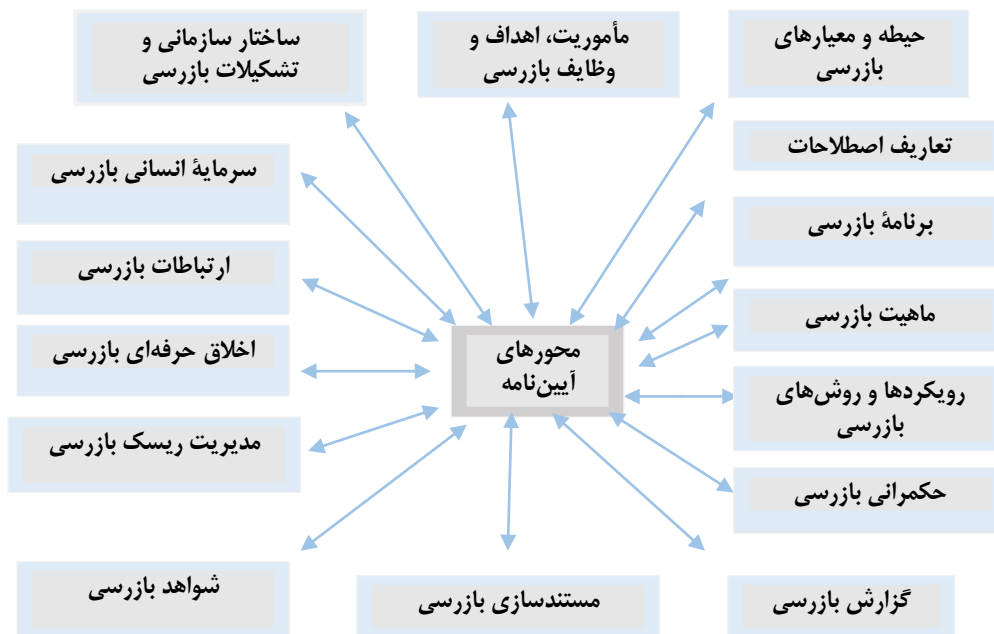 حیطه و معیارهای
بازرسی
مأموریت، اهداف و
وظایف بازرسی
ساختار سازمانی و
تشکیلات بازرسی
تعاریف اصطلاحات
سرمایۀ انسانی بازرسی
برنامۀ بازرسی
ارتباطات بازرسی
ماهیت بازرسی
محورهای
آیین‌نامه
اخلاق حرفه‌ای بازرسی
رویکردها و روش‌های
بازرسی
مدیریت ریسک بازرسی
حکمرانی بازرسی
گزارش بازرسی
مستندسازی بازرسی
شواهد بازرسی